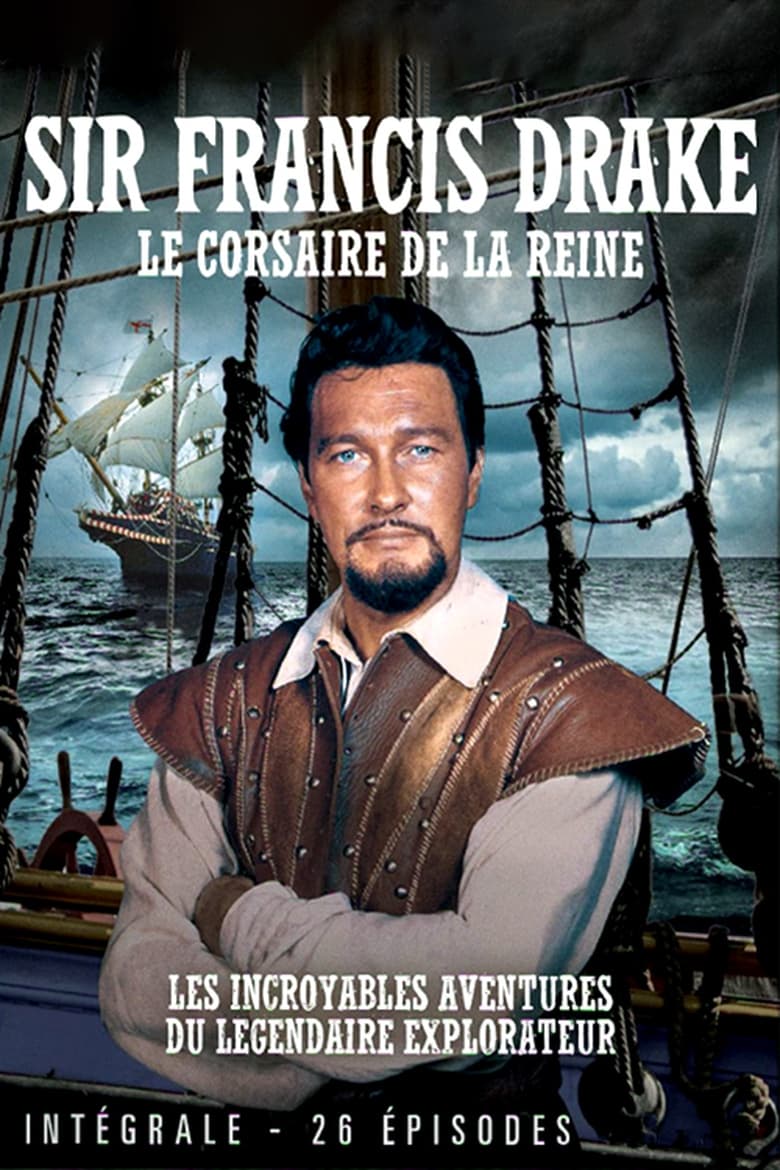 SIR FRANCIS DRAKE
LE CORSAIRE DE LA REINE
LES INCROYABLES AVENTURES
DU LEGENDAIRE EXPLORATEUR
INTÉGRALE - 26 ÉPISODES